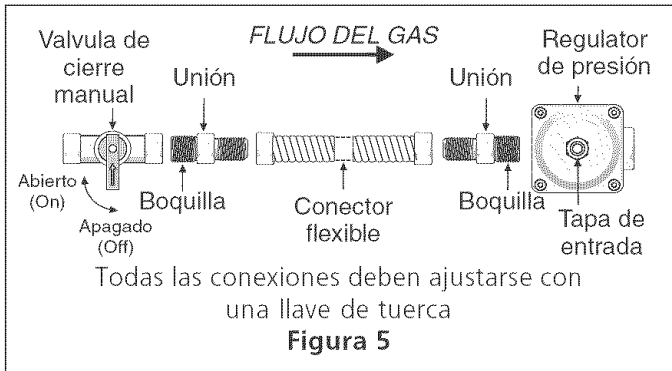 Valvula de
cierre
manual
FLUJO DEL GAS
Regulator
de presión
Unión
Unión
Abierto
(On)
Apagado
(Off)
Boquilla
Conector
flexible
Boquilla
Tapa de
entrada
Todas las conexiones deben ajustarse con
una llave de tuerca
Figura 5